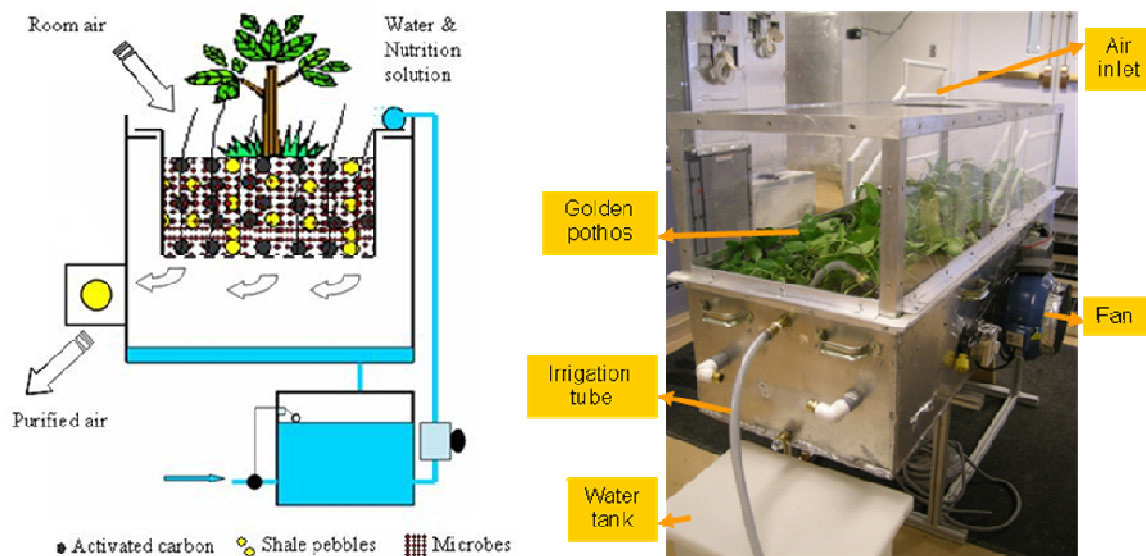 Room air
Water &
Nutrition
solution
Purified air
Activated carbon
Shale pebbles
Microbes
Air
inlet
Golden
pothos
Fan
Irrigation
tube
Water
tank